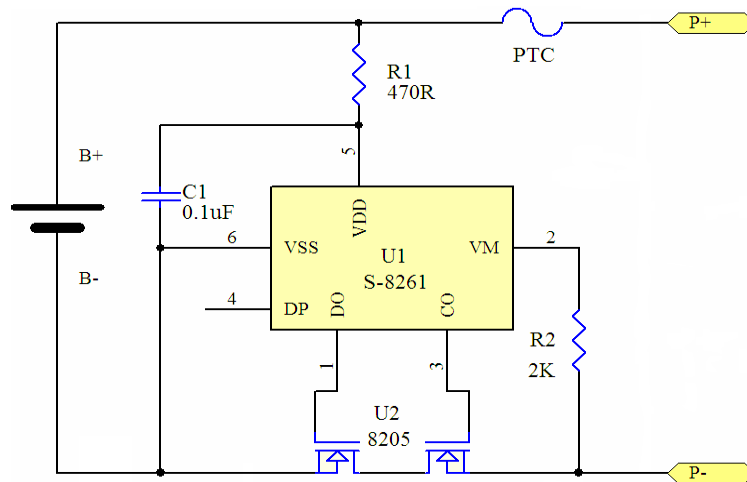 P+
PTC
R1
470R
B+
5
C1
0.1uF
VDD
6
VSS
U1
VM
2
S-8261
B-
4
DP
DO
CO
R2
2K
1
3
U2
8205
P-